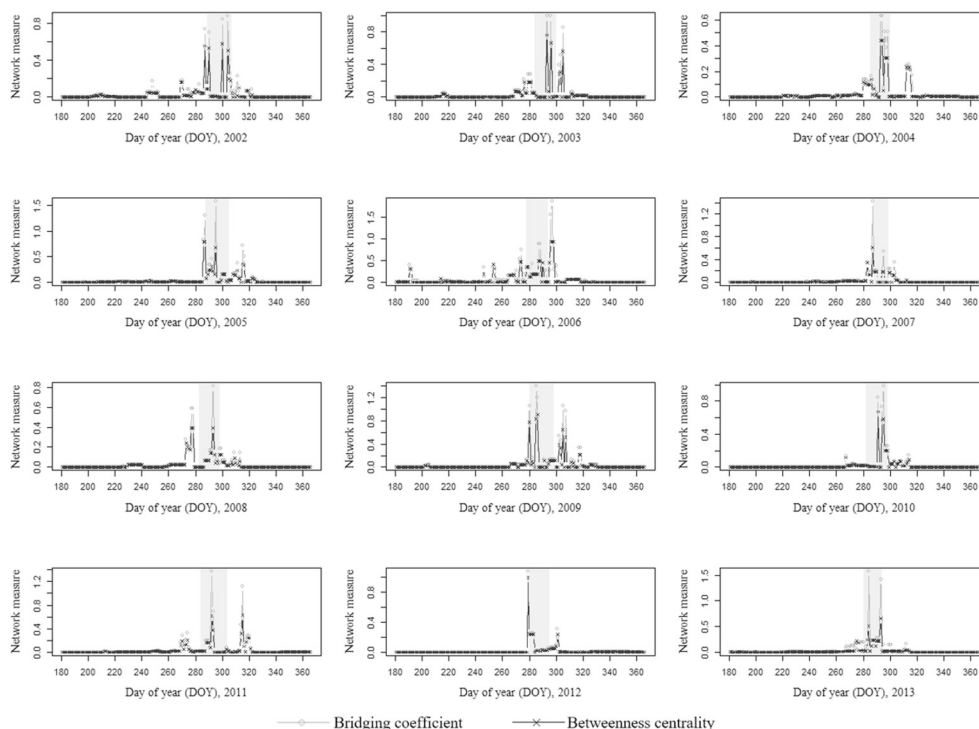 Network measure
0.0 0.4 0.8
180 200 220 240 260 280 300 320 340 360
Day of year (DOY), 2002
Network measure
0.0 0.4 0.8
180 200 220 240 260 280 300 320 340 360
Day of year (DOY), 2003
Network measure
0.0 0.2 0.4 0.6
180 200 220 240 260 280 300 320 340 360
Day of year (DOY), 2004
Network measure
0.0 0.5 1.0 1.5
180 200 220 240 260 280 300 320 340 360
Day of year (DOY), 2005
Network measure
0.0 0.5 1.0 1.5
180 200 220 240 260 280 300 320 340 360
Day of year (DOY), 2006
Network measure
0.0 0.4 0.8 1.2
180 200 220 240 260 280 300 320 340 360
Day of year (DOY), 2007
Network measure
0.0 0.2 0.4 0.6 0.8
180 200 220 240 260 280 300 320 340 360
Day of year (DOY), 2008
Network measure
0.0 0.4 0.8 1.2
180 200 220 240 260 280 300 320 340 360
Day of year (DOY), 2009
Network measure
0.0 0.4 0.8
180 200 220 240 260 280 300 320 340 360
Day of year (DOY), 2010
Network measure
0.0 0.4 0.8 1.2
180 200 220 240 260 280 300 320 340 360
Day of year (DOY), 2011
Network measure
0.0 0.4 0.8
180 200 220 240 260 280 300 320 340 360
Day of year (DOY), 2012
Network measure
0.0 0.5 1.0 1.5
180 200 220 240 260 280 300 320 340 360
Day of year (DOY), 2013
Bridging coefficient Betweenness centrality